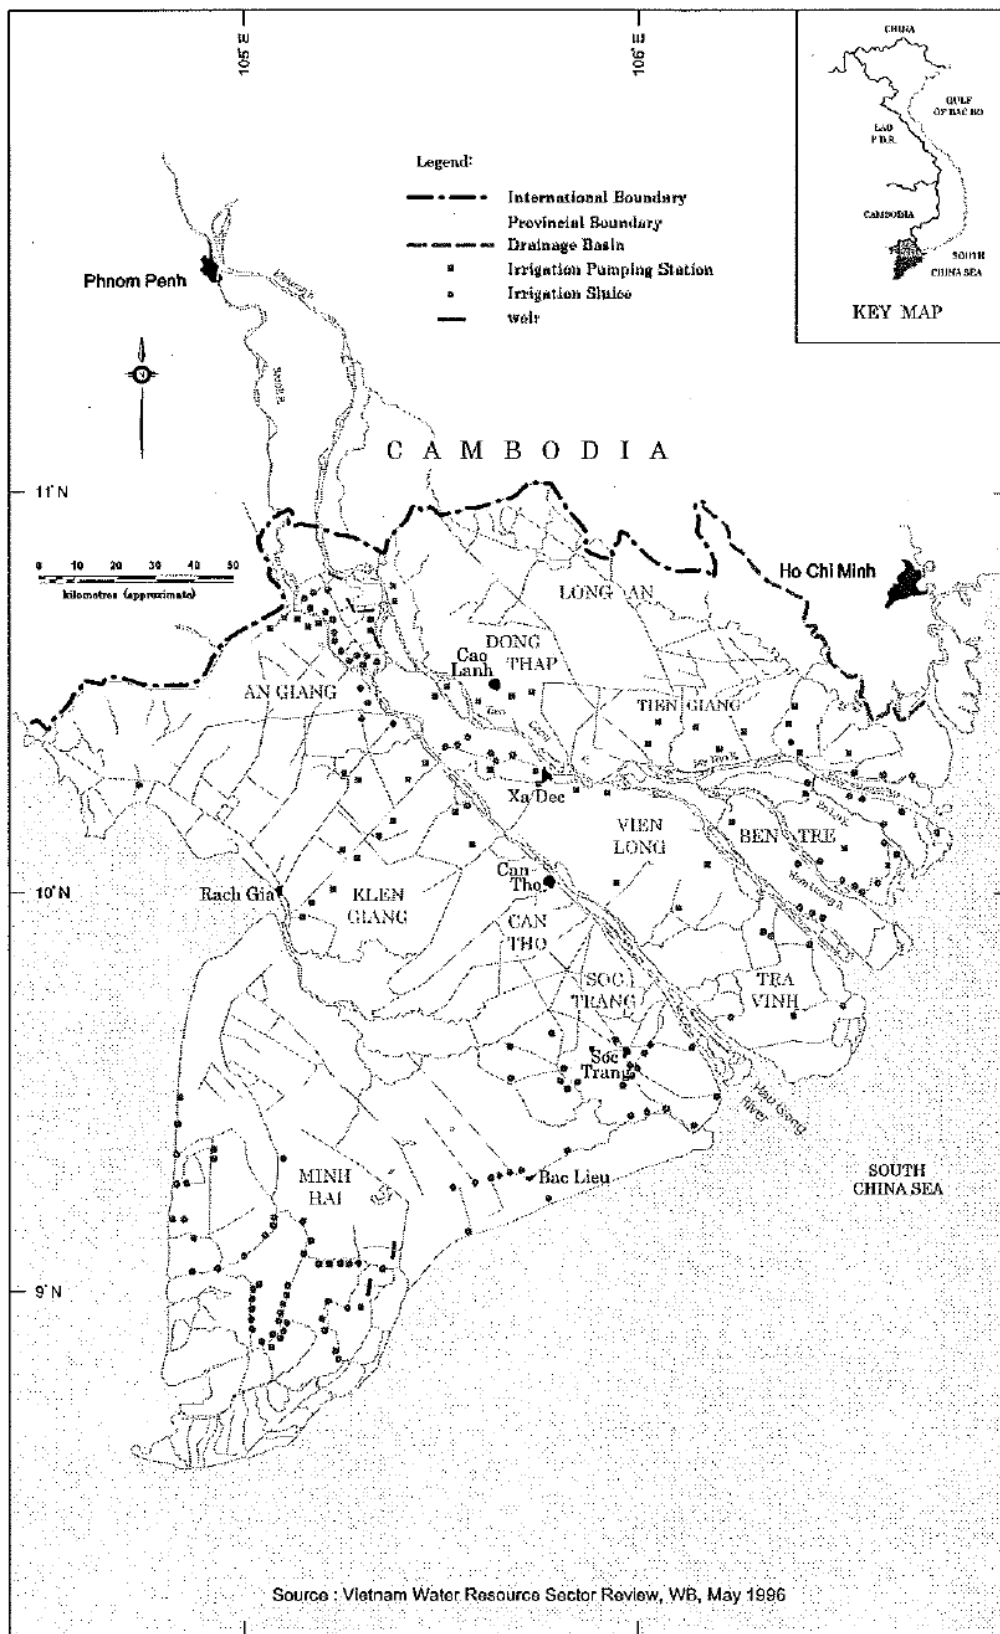 105°E
106°E
CHINA
GULF
OF BAC BO
LAO
P.D.R.
CAMBODIA
SOUTH
CHINA SEA
KEY MAP
Legend:
International Boundary
Provincial Boundary
Drainage Basin
Irrigation Pumping Station
Irrigation Sluice
weir
Phnom Penh
CAMBODIA
11°N
0 10 20 30 40 50
kilometres (approximate)
Ho Chi Minh
LONG AN
DONG
THAP
Cao
Lanh
AN GIANG
TIEN GIANG
Xa Dec
VIEN
LONG
BEN TRE
Can
Tho
10°N
Rach Gia
KLEN
GIANG
CAN
THO
SOC
TRANG
TRA
VINH
Soc
Trang
Hau Giang
River
MINH
HAI
Bac Lieu
SOUTH
CHINA SEA
9°N
Source : Vietnam Water Resource Sector Review, WB, May 1996